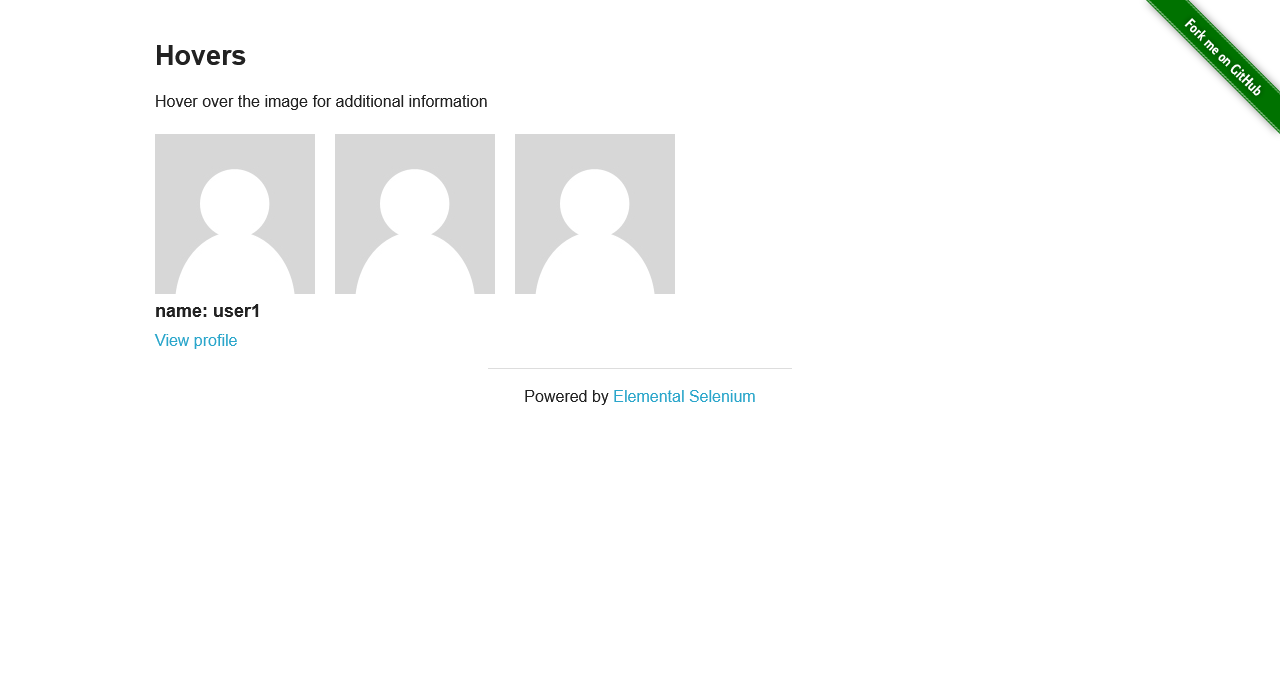 Hovers
Fork me on GitHub
Hover over the image for additional information
name: user1
View profile
Powered by Elemental Selenium